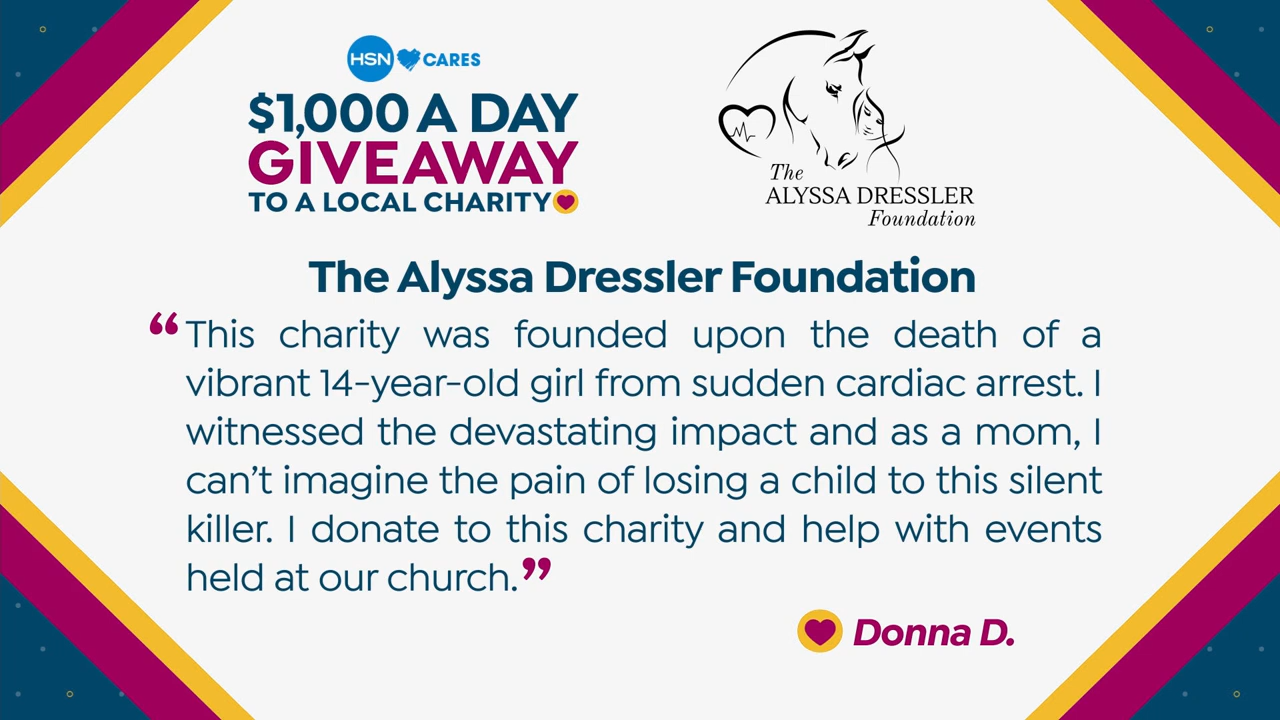 HSN CARES
$1,000 A DAY
GIVEAWAY
TO A LOCAL CHARITY
The
ALYSSA DRESSLER
Foundation
The Alyssa Dressler Foundation
“This charity was founded upon the death of a
vibrant 14-year-old girl from sudden cardiac arrest. I
witnessed the devastating impact and as a mom, I
can’t imagine the pain of losing a child to this silent
killer. I donate to this charity and help with events
held at our church.”
Donna D.